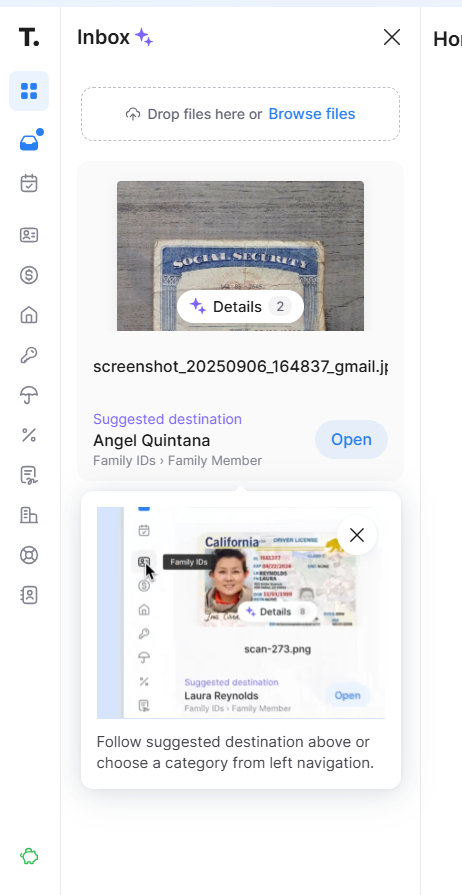 T.
Inbox
Hor
Drop files here or Browse files
SOCIAL SECURITY
Details 2
screenshot_20250906_164837_gmail.jp
Suggested destination
Angel Quintana
Family IDs › Family Member
Open
California DRIVER LICENSE
Family IDs
Details 8
scan-273.png
Suggested destination
Laura Reynolds
Family IDs › Family Member
Open
Follow suggested destination above or
choose a category from left navigation.